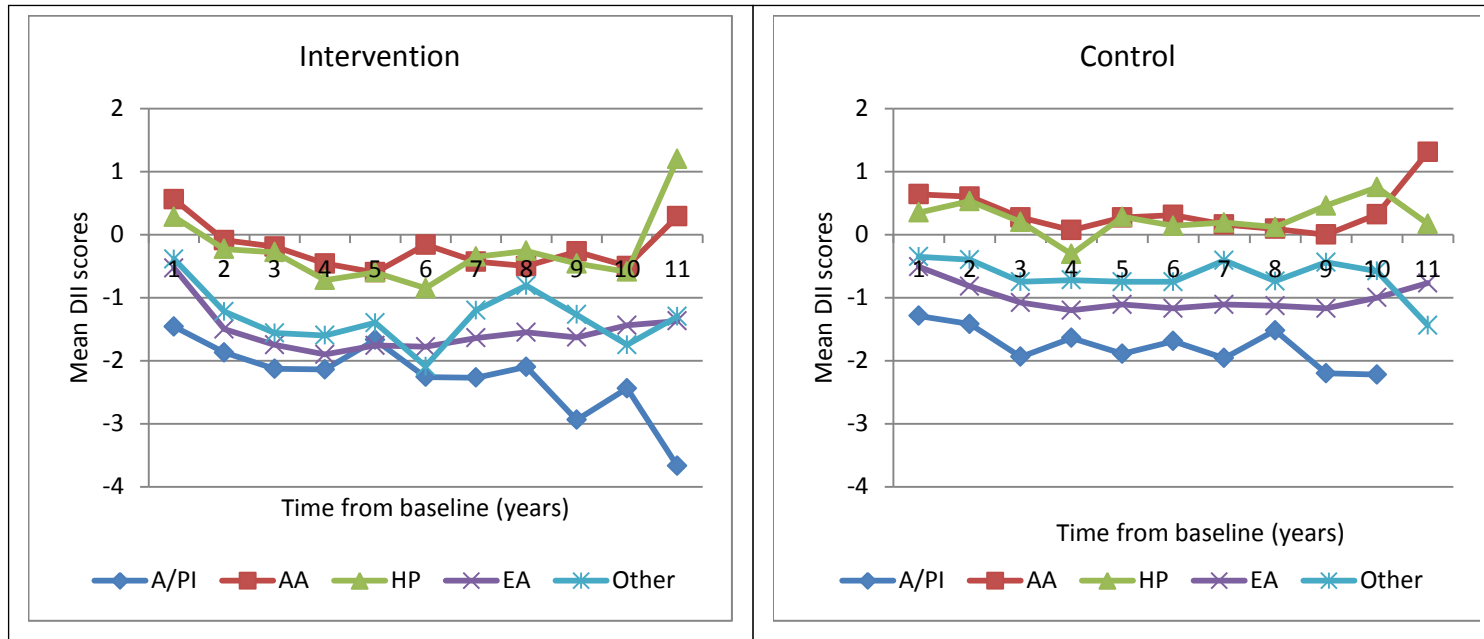 Intervention
2
1
0
-1
-2
-3
-4
Mean DII scores
1 2 3 4 5 6 7 8 9 10 11
Time from baseline (years)
A/PI AA HP EA Other
Control
2
1
0
-1
-2
-3
-4
Mean DII scores
1 2 3 4 5 6 7 8 9 10 11
Time from baseline (years)
A/PI AA HP EA Other